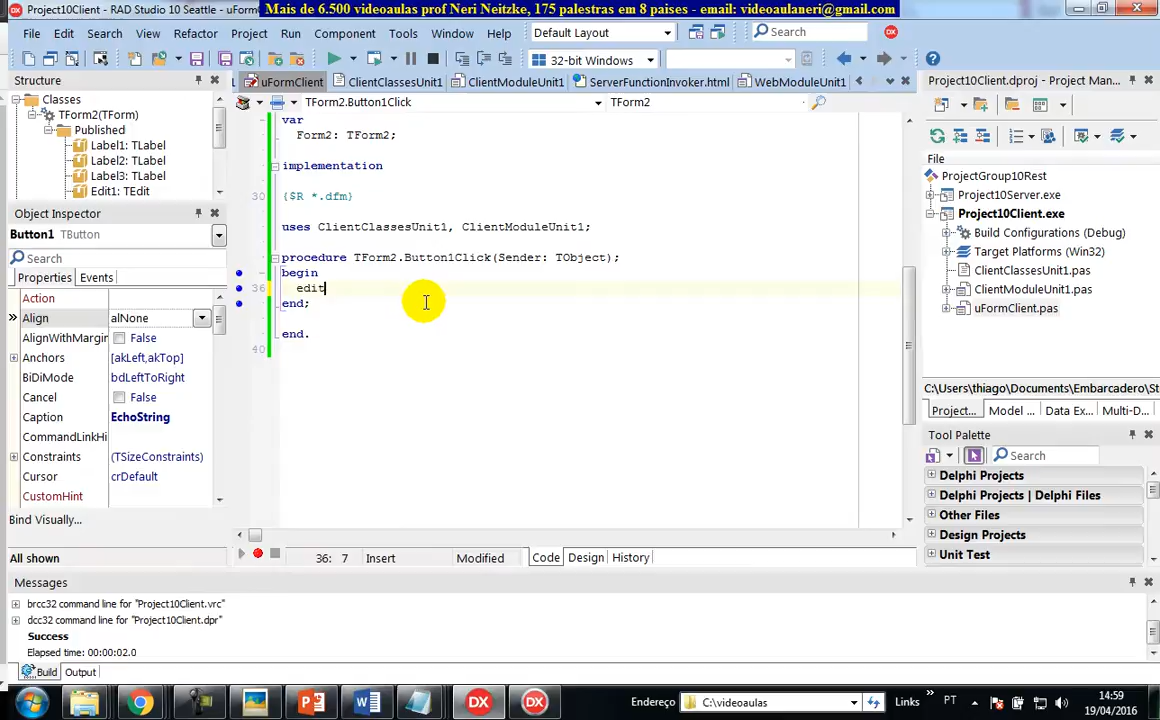 Project10Client - RAD Studio 10 Seattle - uForm
Mais de 6.500 videoaulas prof Neri Neitzke, 175 palestras em 8 paises - email: videoaulaneri@gmail.com
File Edit Search View Refactor Project Run Component Tools Window Help
Default Layout
Search
32-bit Windows
Structure
uFormClient ClientClassesUnit1 ClientModuleUnit1 ServerFunctionInvoker.html WebModuleUnit1
Project10Client.dproj - Project Man...
Classes
TForm2(TForm)
Published
Label1: TLabel
Label2: TLabel
Label3: TLabel
Edit1: TEdit
TForm2.Button1Click TForm2
var
Form2: TForm2;
implementation
30 {$R *.dfm}
uses ClientClassesUnit1, ClientModuleUnit1;
procedure TForm2.Button1Click(Sender: TObject);
begin
36 edit
end;
end.
40
File
ProjectGroup10Rest
Project10Server.exe
Project10Client.exe
Build Configurations (Debug)
Target Platforms (Win32)
ClientClassesUnit1.pas
ClientModuleUnit1.pas
uFormClient.pas
Object Inspector
Button1 TButton
Search
Properties Events
Action
Align alNone
AlignWithMargin False
Anchors [akLeft,akTop]
BiDiMode bdLeftToRight
Cancel False
Caption EchoString
CommandLinkHi
Constraints (TSizeConstraints)
Cursor crDefault
CustomHint
Bind Visually...
All shown
36: 7 Insert Modified Code Design History
C:\Users\thiago\Documents\Embarcadero\St
Project... Model ... Data Ex... Multi-D...
Tool Palette
Search
Delphi Projects
Delphi Projects | Delphi Files
Other Files
Design Projects
Unit Test
Messages
brcc32 command line for "Project10Client.vrc"
dcc32 command line for "Project10Client.dpr"
Success
Elapsed time: 00:00:02.0
Build Output
Endereço C:\videoaulas Links » PT 14:59
19/04/2016